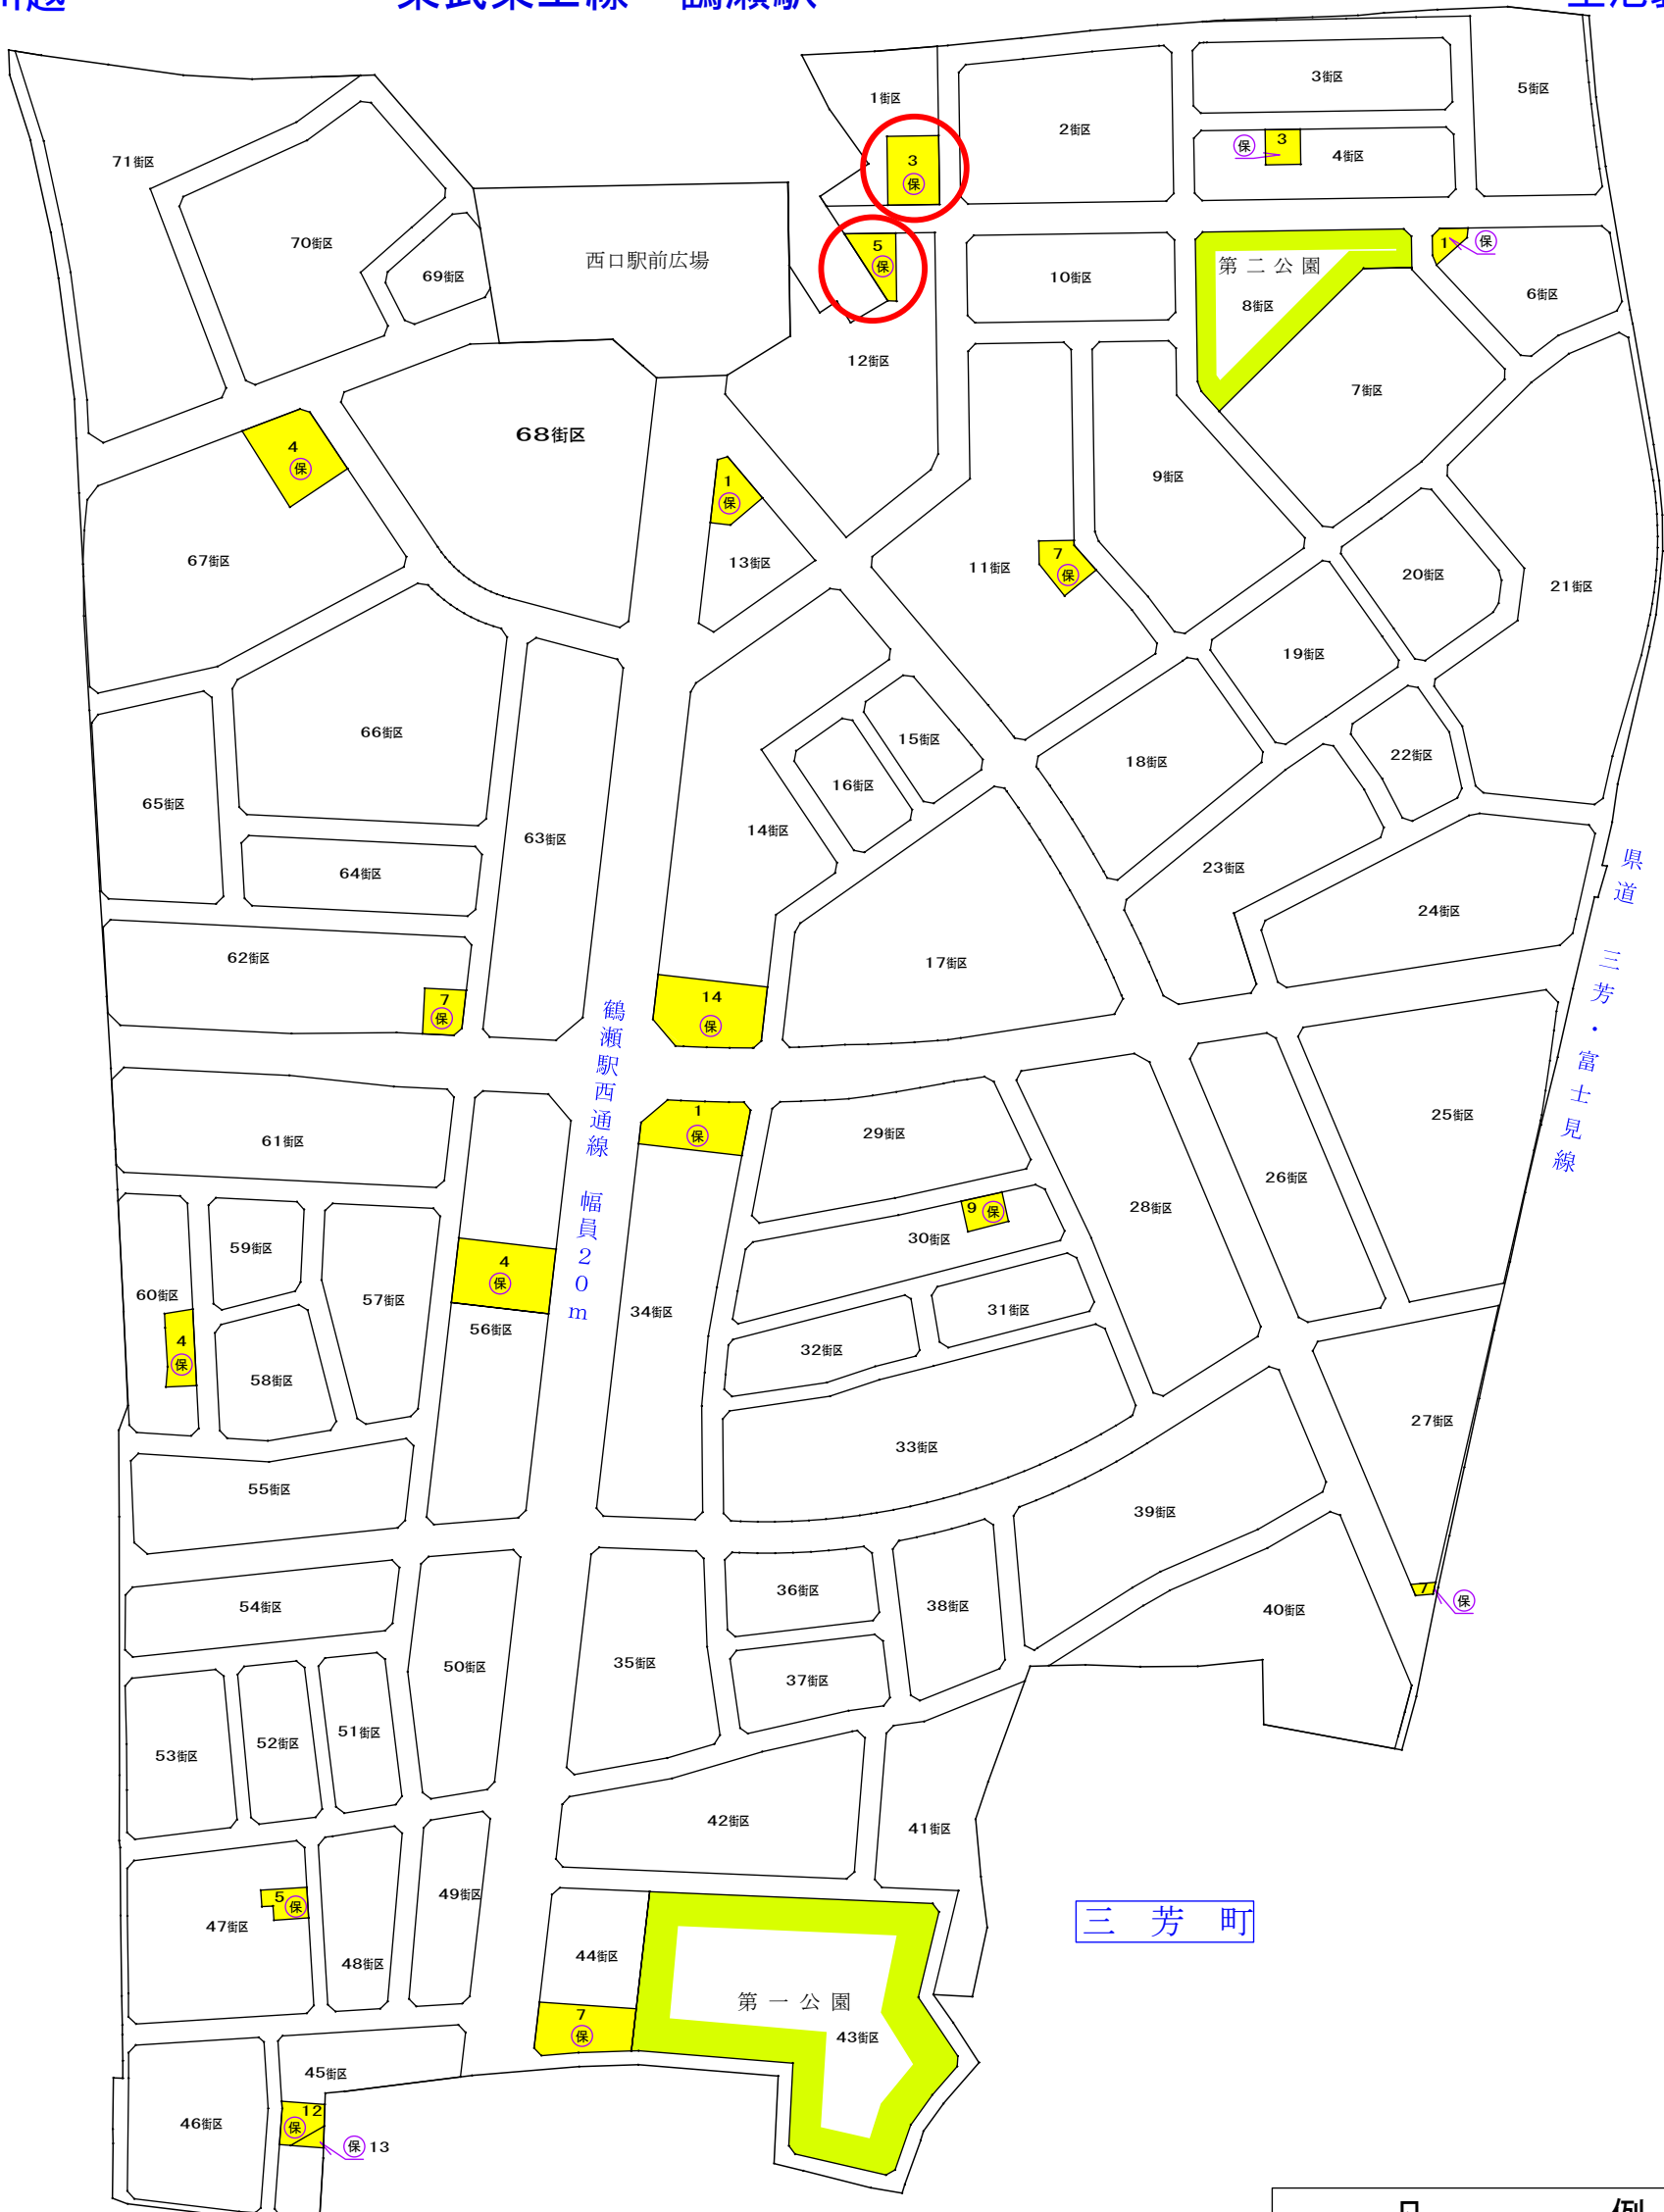 東武東上線 鶴瀬駅
1街区
2街区
3街区
5街区
71街区
3
保
保
3
4街区
70街区
69街区
西口駅前広場
5
保
10街区
第二公園
8街区
1
保
6街区
12街区
7街区
4
保
68街区
67街区
1
保
13街区
9街区
11街区
7
保
20街区
21街区
19街区
66街区
65街区
15街区
16街区
18街区
22街区
63街区
14街区
64街区
23街区
県道 三芳・富士見線
24街区
62街区
17街区
7
保
14
保
鶴瀬駅西通線 幅員20m
61街区
1
保
29街区
25街区
59街区
9
保
30街区
28街区
26街区
60街区
57街区
4
保
56街区
34街区
31街区
32街区
4
保
58街区
33街区
27街区
55街区
39街区
54街区
36街区
38街区
40街区
7
保
50街区
35街区
37街区
53街区
52街区
51街区
42街区
41街区
5
保
47街区
49街区
48街区
44街区
三芳町
第一公園
7
保
43街区
45街区
46街区
12
保
保
13
凡例